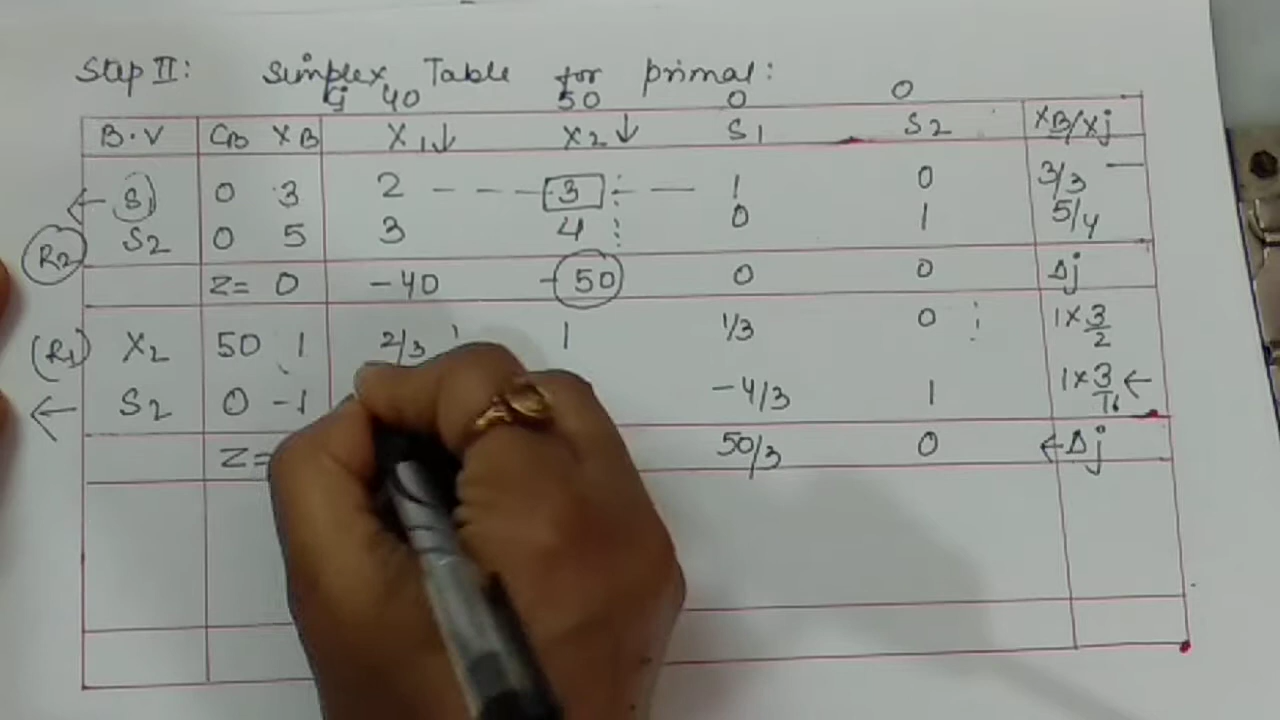 Step II: Simplex Table for primal:
Cj 40 50 0 0
B.V CB XB X1↓ X2↓ S1 S2 XB/Xj
← S1 0 3 2 3 1 0 3/3
S2 0 5 3 4 0 1 5/4
R2
Z= 0 -40 -50 0 0 Δj
(R1) X2 50 1 2/3 1 1/3 0 1×3/2
← S2 0 -1 -4/3 1 ←
Z= 50/3 0 ←Δj